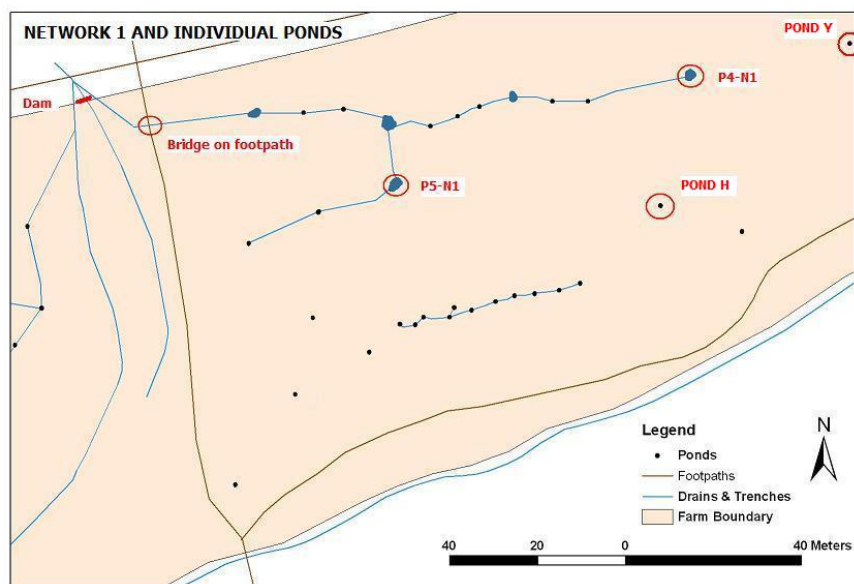 NETWORK 1 AND INDIVIDUAL PONDS
POND Y
P4-N1
Dam
Bridge on footpath
P5-N1
POND H
Legend
Ponds
Footpaths
Drains & Trenches
Farm Boundary
N
40 20 0 40 Meters